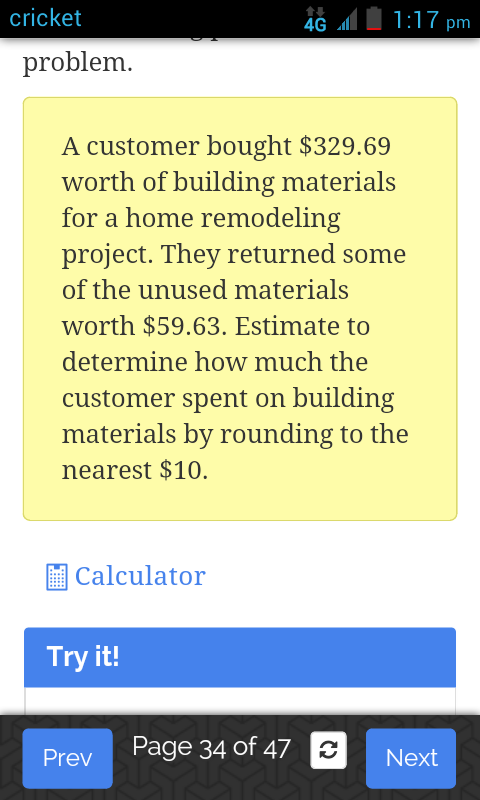 cricket 4G 1:17 pm
problem.
A customer bought $329.69
worth of building materials
for a home remodeling
project. They returned some
of the unused materials
worth $59.63. Estimate to
determine how much the
customer spent on building
materials by rounding to the
nearest $10.
Calculator
Try it!
Prev Page 34 of 47 Next